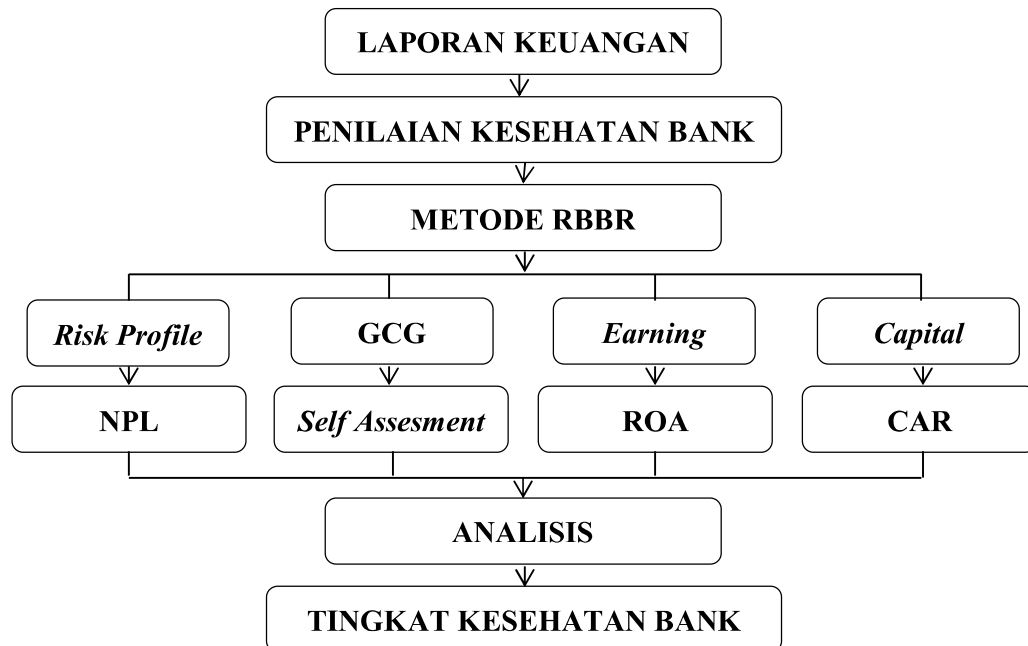 LAPORAN KEUANGAN
PENILAIAN KESEHATAN BANK
METODE RBBR
Risk Profile
GCG
Earning
Capital
NPL
Self Assesment
ROA
CAR
ANALISIS
TINGKAT KESEHATAN BANK